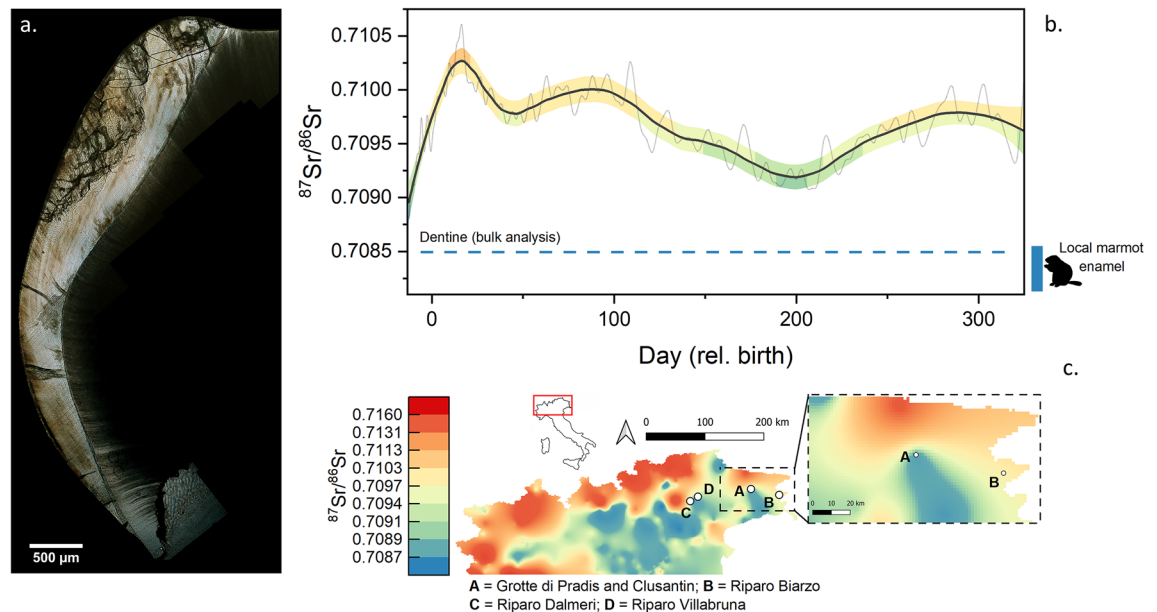 a.
500 µm
b.
⁸⁷Sr/⁸⁶Sr
0.7105
0.7100
0.7095
0.7090
0.7085
Dentine (bulk analysis)
Local marmot
enamel
0
100
200
300
Day (rel. birth)
c.
⁸⁷Sr/⁸⁶Sr
0.7160
0.7131
0.7113
0.7103
0.7097
0.7094
0.7091
0.7089
0.7087
0
100
200 km
A
B
C
D
A
B
0
10
20 km
A = Grotte di Pradis and Clusantin; B = Riparo Biarzo
C = Riparo Dalmeri; D = Riparo Villabruna